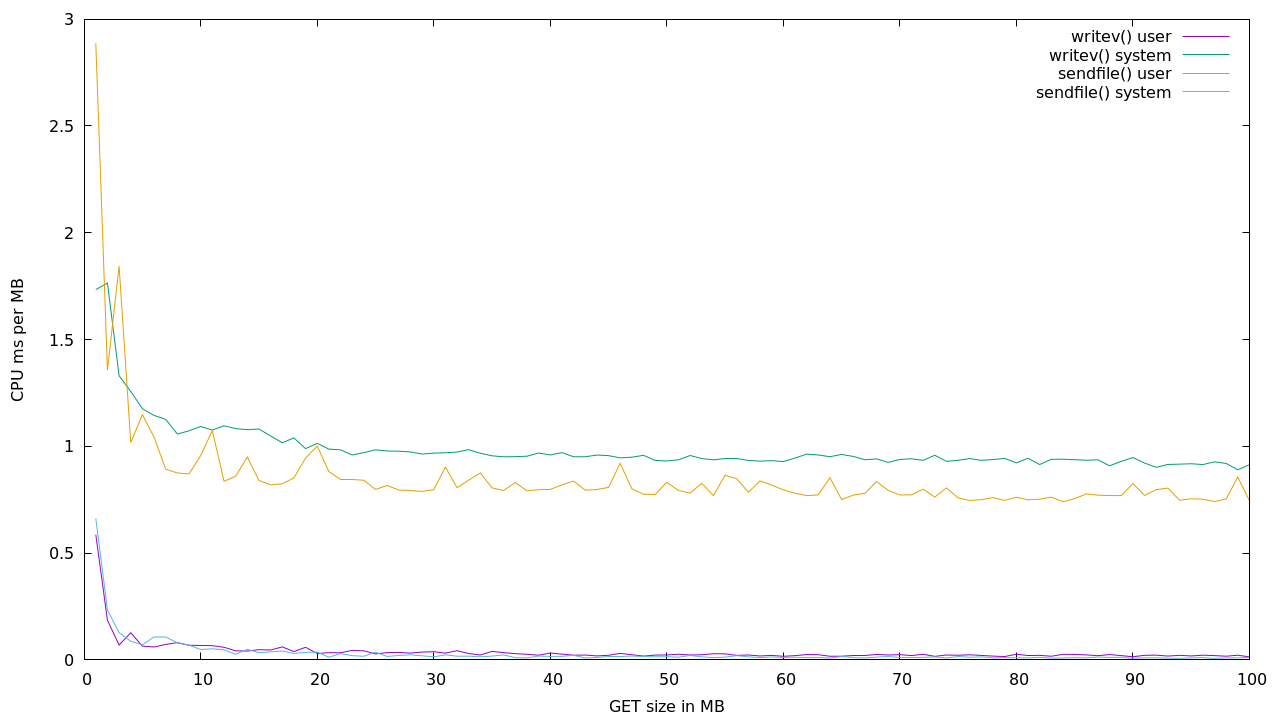 writev() user
writev() system
sendfile() user
sendfile() system
3
2.5
2
1.5
1
0.5
0
CPU ms per MB
0 10 20 30 40 50 60 70 80 90 100
GET size in MB